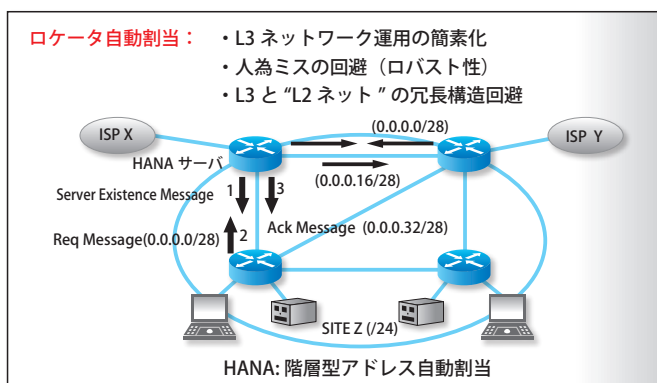 ロケータ自動割当： ・L3 ネットワーク運用の簡素化
・人為ミスの回避（ロバスト性）
・L3 と “L2 ネット ” の冗長構造回避
ISP X
(0.0.0.0/28)
ISP Y
HANA サーバ
(0.0.0.16/28)
Server Existence Message
1
3
Ack Message (0.0.0.32/28)
Req Message(0.0.0.0/28)
2
SITE Z (/24)
HANA: 階層型アドレス自動割当